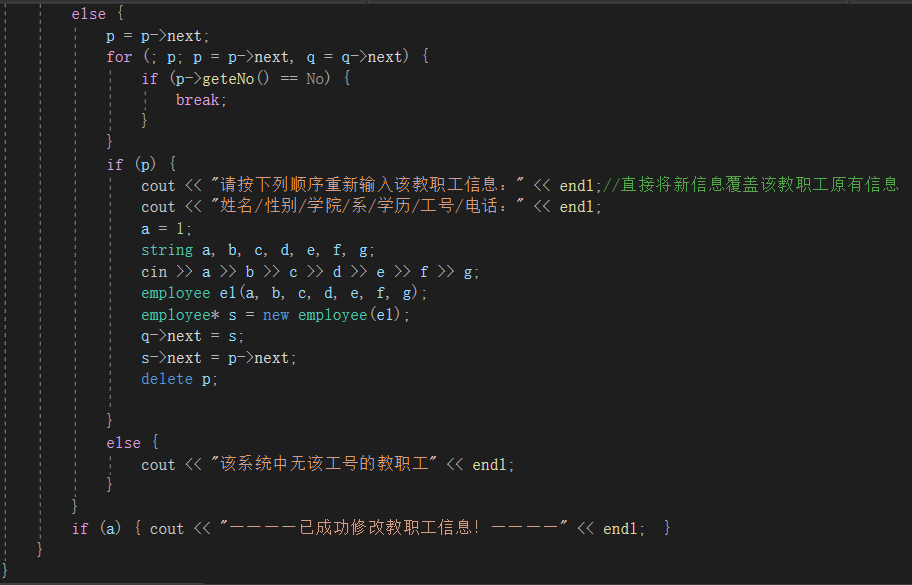 else {
p = p->next;
for (; p; p = p->next, q = q->next) {
if (p->geteNo() == No) {
break;
}
}
if (p) {
cout << "请按下列顺序重新输入该教职工信息：" << endl;//直接将新信息覆盖该教职工原有信息
cout << "姓名/性别/学院/系/学历/工号/电话：" << endl;
a = 1;
string a, b, c, d, e, f, g;
cin >> a >> b >> c >> d >> e >> f >> g;
employee e1(a, b, c, d, e, f, g);
employee* s = new employee(e1);
q->next = s;
s->next = p->next;
delete p;
}
else {
cout << "该系统中无该工号的教职工" << endl;
}
}
if (a) { cout << "－－－－已成功修改教职工信息！－－－－" << endl; }
}
}